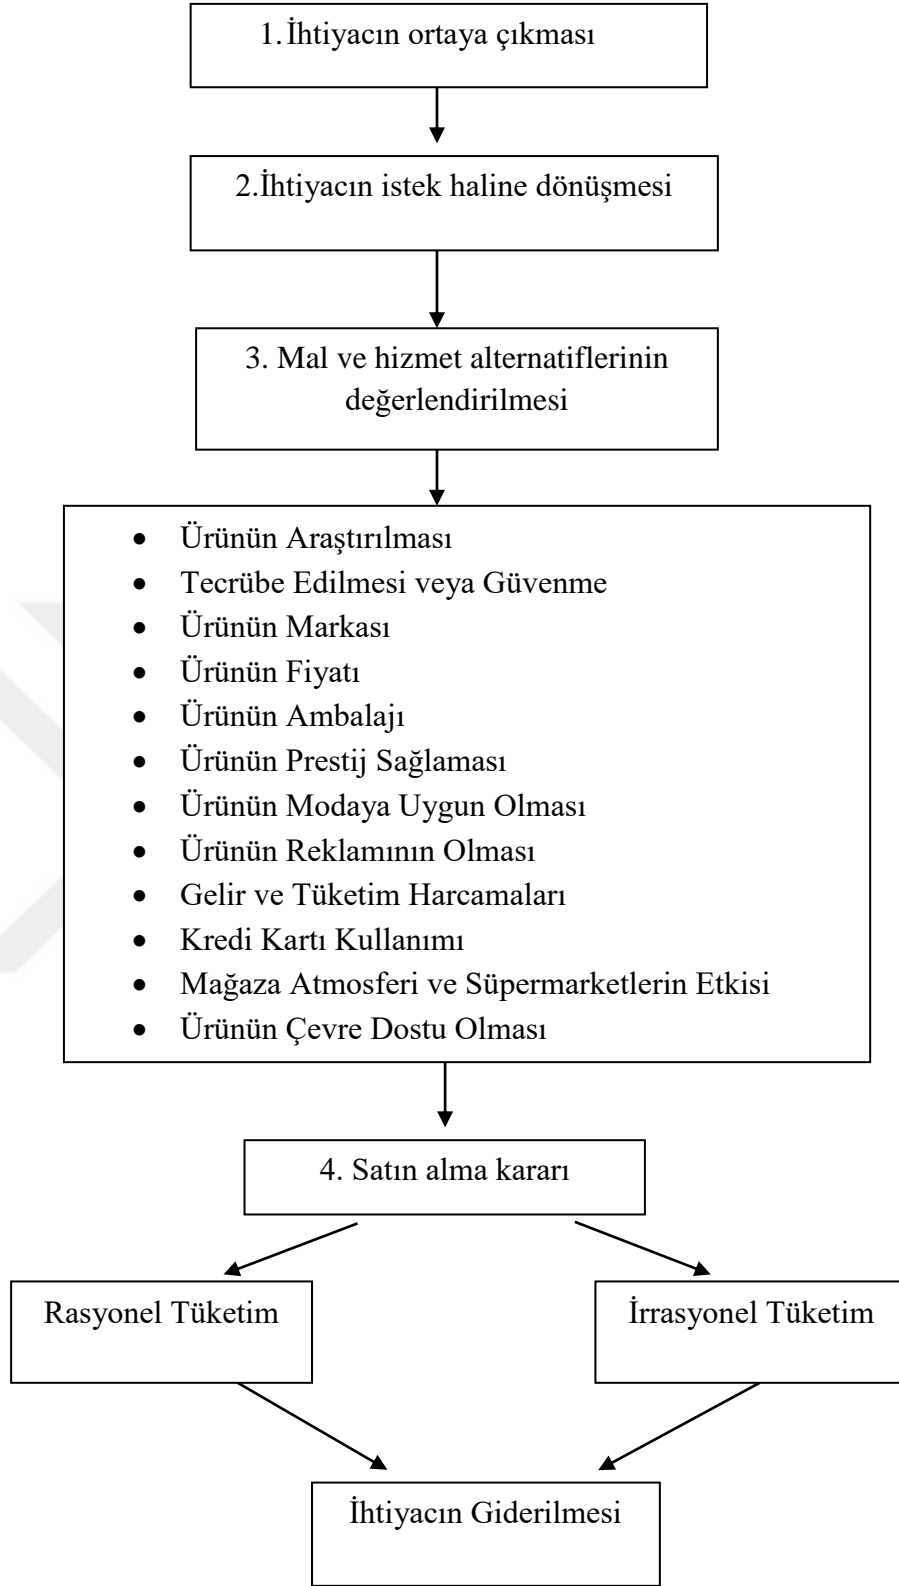 1. İhtiyacın ortaya çıkması
2.İhtiyacın istek haline dönüşmesi
3. Mal ve hizmet alternatiflerinin
değerlendirilmesi
• Ürünün Araştırılması
• Tecrübe Edilmesi veya Güvenme
• Ürünün Markası
• Ürünün Fiyatı
• Ürünün Ambalajı
• Ürünün Prestij Sağlaması
• Ürünün Modaya Uygun Olması
• Ürünün Reklamının Olması
• Gelir ve Tüketim Harcamaları
• Kredi Kartı Kullanımı
• Mağaza Atmosferi ve Süpermarketlerin Etkisi
• Ürünün Çevre Dostu Olması
4. Satın alma kararı
Rasyonel Tüketim
İrrasyonel Tüketim
İhtiyacın Giderilmesi